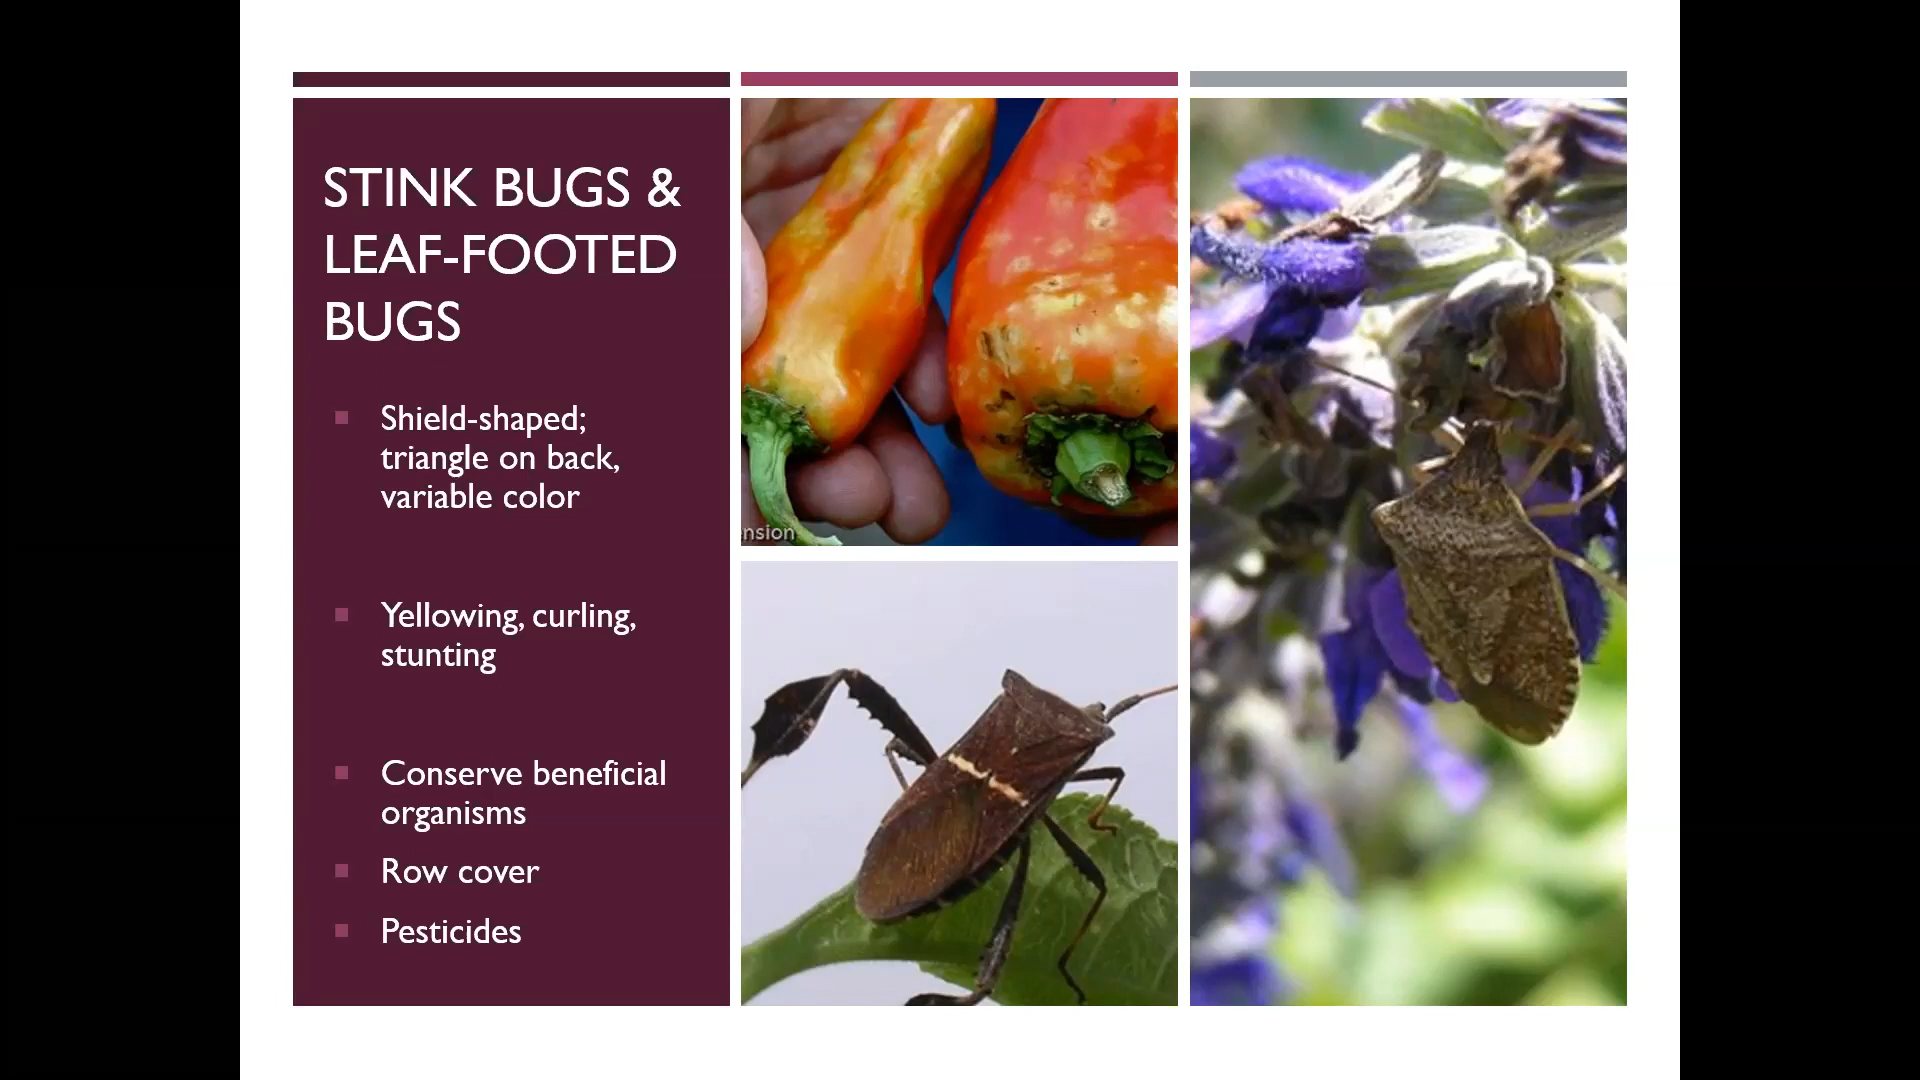 STINK BUGS &
LEAF-FOOTED
BUGS
Shield-shaped;
triangle on back,
variable color
Yellowing, curling,
stunting
Conserve beneficial
organisms
Row cover
Pesticides
nsion